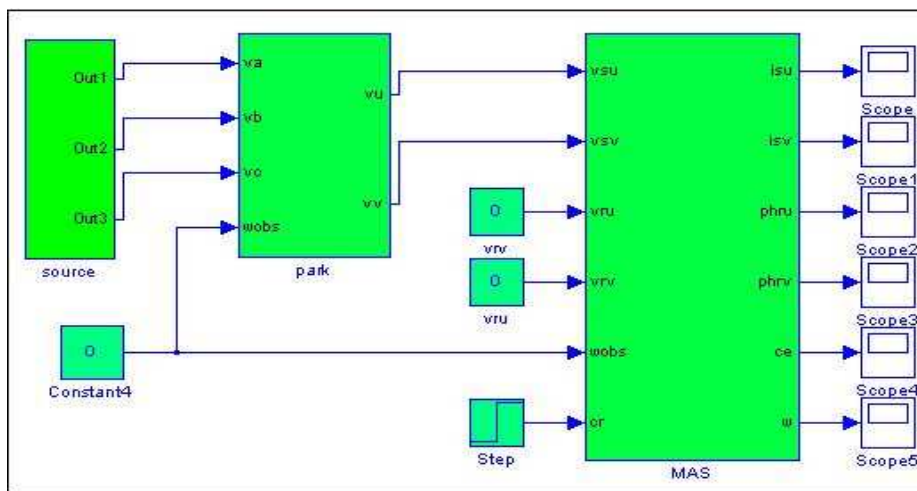 Out1
Out2
Out3
source
va
vb
vc
wobs
vu
vv
park
0
Constant4
0
vrv
0
vru
Step
vsu
vsv
vru
vrv
wobs
cr
isu
isv
phru
phrv
ce
w
MAS
Scope
Scope1
Scope2
Scope3
Scope4
Scope5